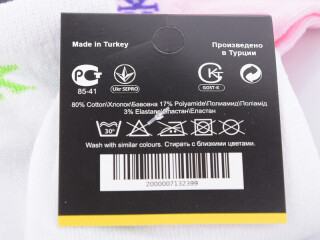 Made in Turkey
Произведено
в Турции
РСТ
85-41
Ukr SEPRO
GOST-K
80% Cotton\Хлопок\Бавовна 17% Polyamide\Полиамид\Поліамід
3% Elastane\Эластан\Еластан
30°
Wash with similar colours. Стирать с близкими цветами.
2000007132399